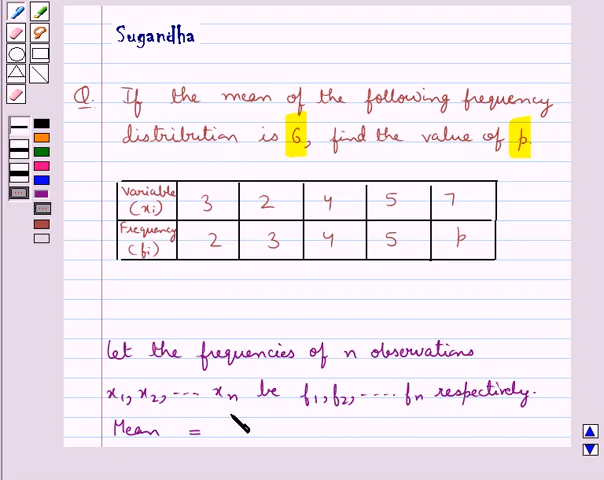 Sugandha
Q. If the mean of the following frequency
distribution is 6, find the value of p.
Variable (xi) 3 2 4 5 7
Frequency (fi) 2 3 4 5 p
Let the frequencies of n observations
x1, x2, ---- xn be f1, f2, ---- fn respectively.
Mean =